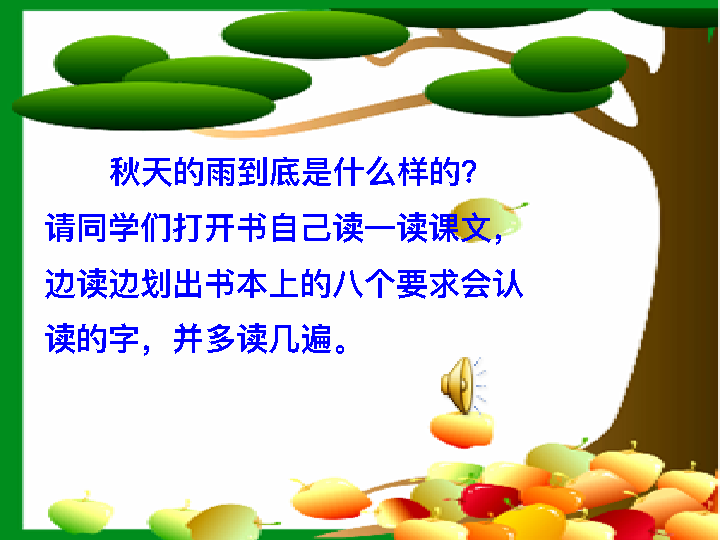 秋天的雨到底是什么样的？
请同学们打开书自己读一读课文，
边读边划出书本上的八个要求会认
读的字，并多读几遍。